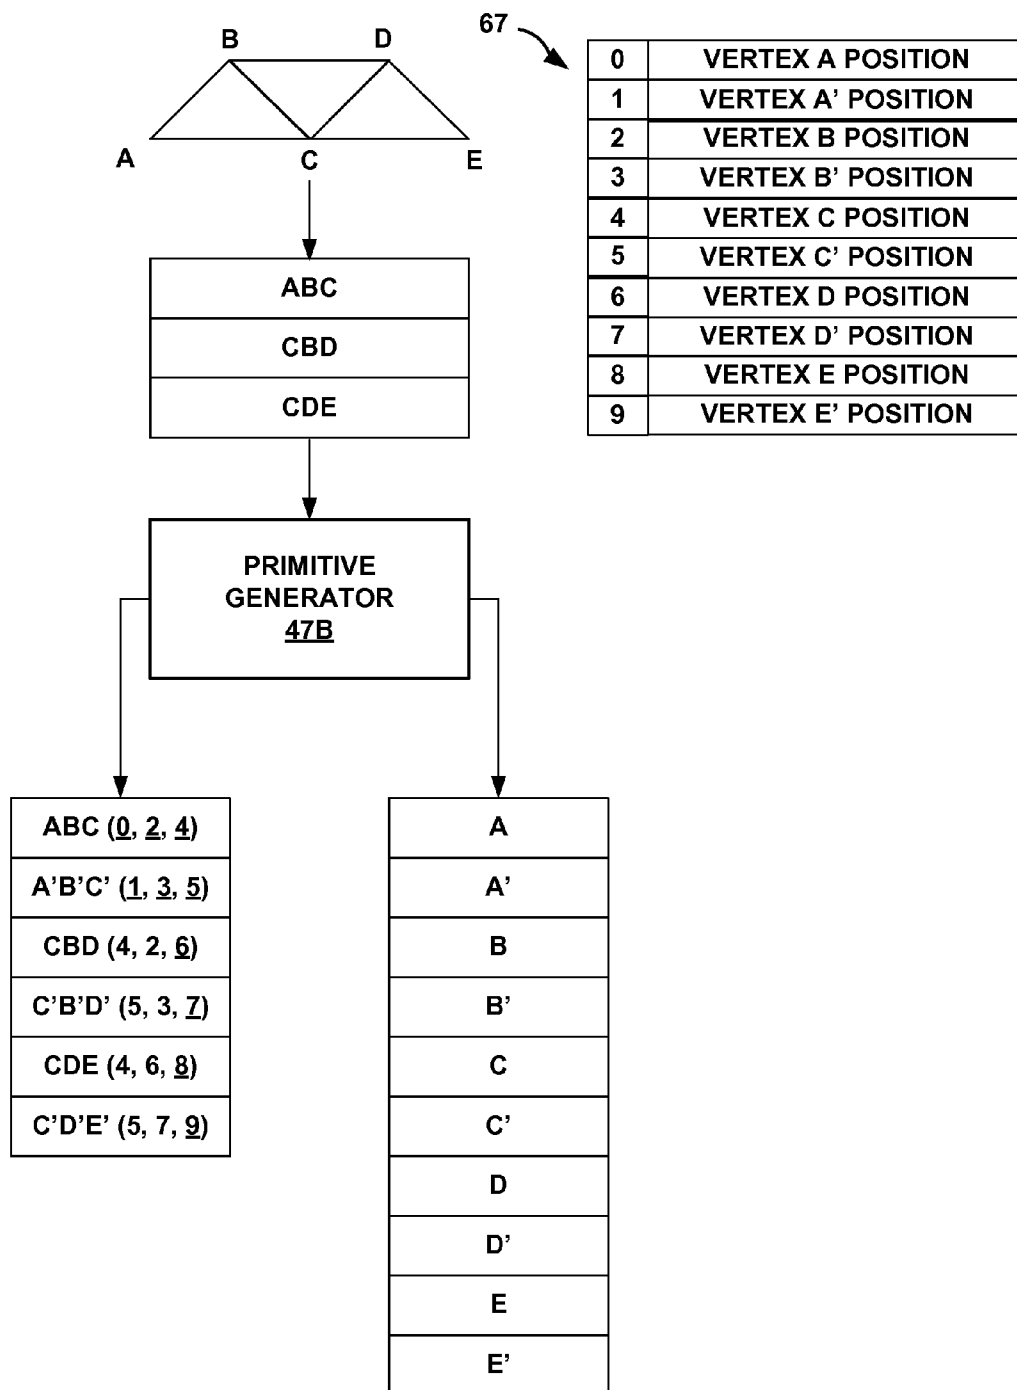 B
D
A
C
E
67
0 VERTEX A POSITION
1 VERTEX A’ POSITION
2 VERTEX B POSITION
3 VERTEX B’ POSITION
4 VERTEX C POSITION
5 VERTEX C’ POSITION
6 VERTEX D POSITION
7 VERTEX D’ POSITION
8 VERTEX E POSITION
9 VERTEX E’ POSITION
ABC
CBD
CDE
PRIMITIVE
GENERATOR
47B
ABC (0, 2, 4)
A’B’C’ (1, 3, 5)
CBD (4, 2, 6)
C’B’D’ (5, 3, 7)
CDE (4, 6, 8)
C’D’E’ (5, 7, 9)
A
A’
B
B’
C
C’
D
D’
E
E’